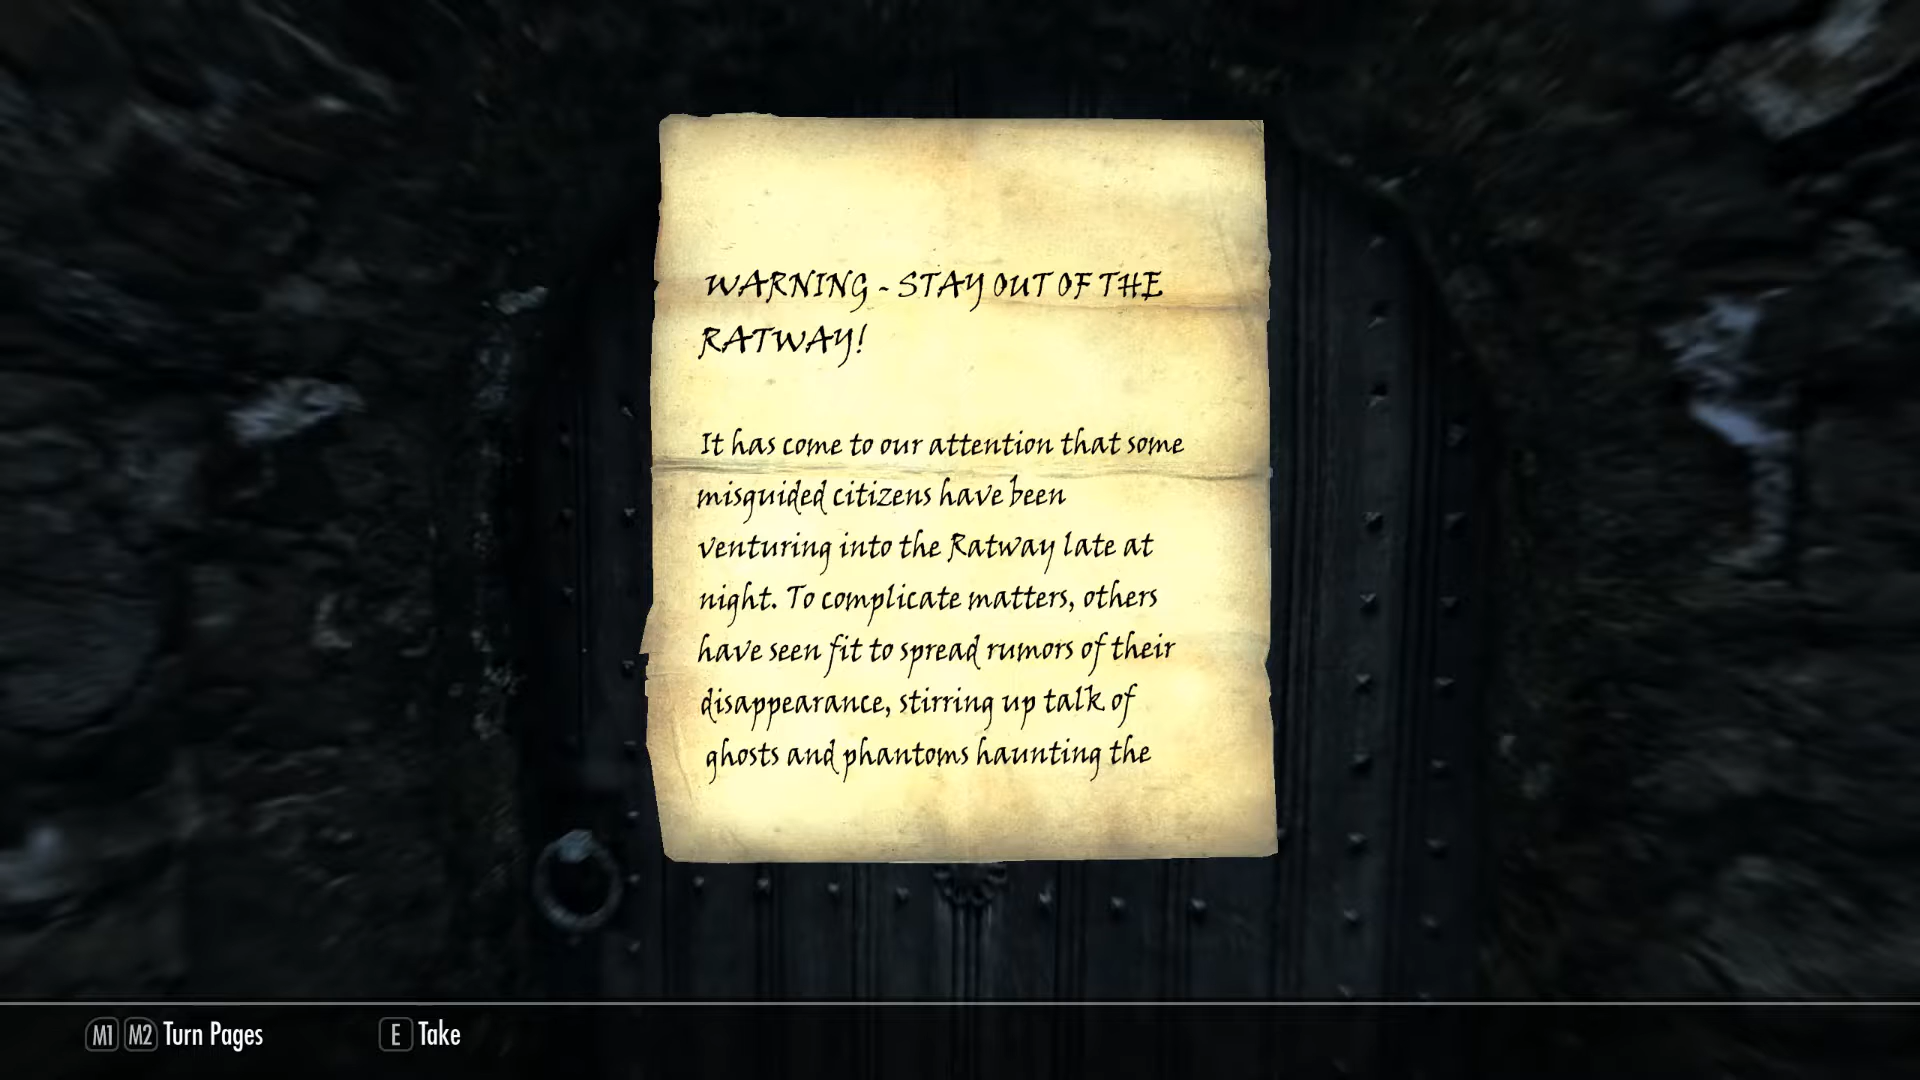 WARNING - STAY OUT OF THE
RATWAY!
It has come to our attention that some
misguided citizens have been
venturing into the Ratway late at
night. To complicate matters, others
have seen fit to spread rumors of their
disappearance, stirring up talk of
ghosts and phantoms haunting the
M1 M2 Turn Pages
E Take